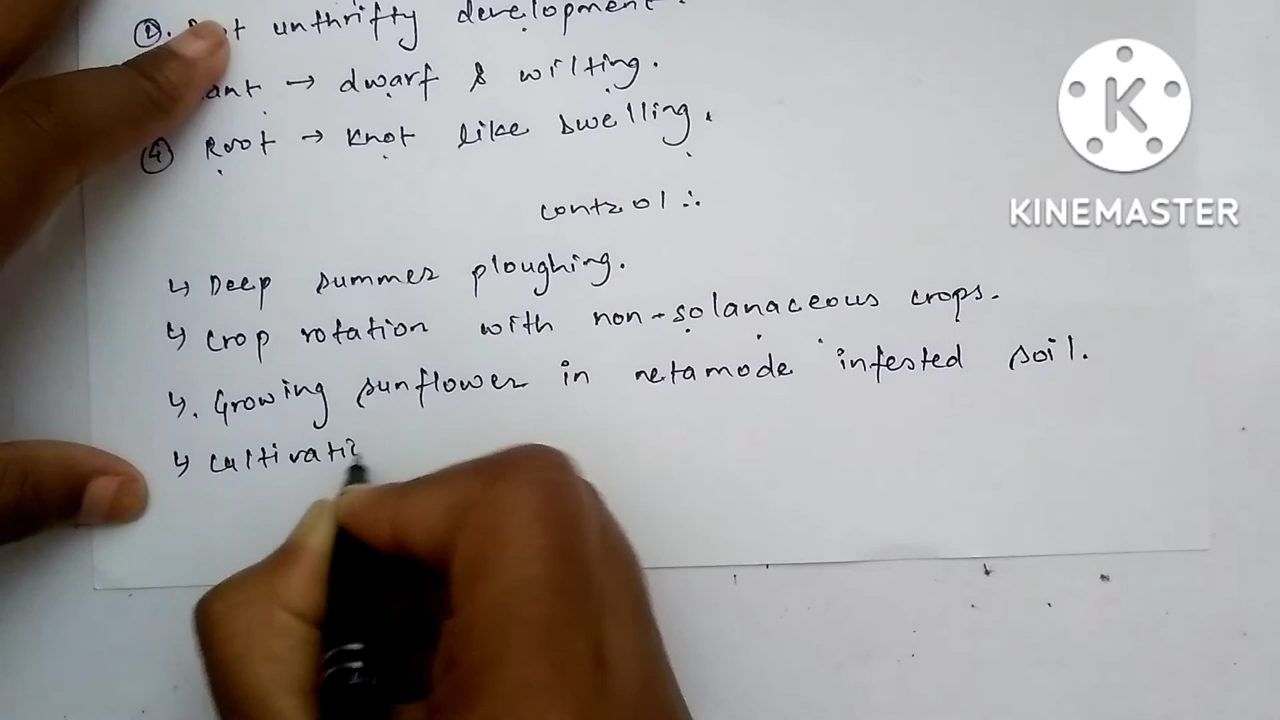 ②. unthrifty development.
ant → dwarf & wilting.
④ Root → knot like swelling.
control:
↳ Deep summer ploughing.
↳ crop rotation with non-solanaceous crops.
↳. Growing sunflower in netamode infested soil.
↳ cultivati
K
KINEMASTER